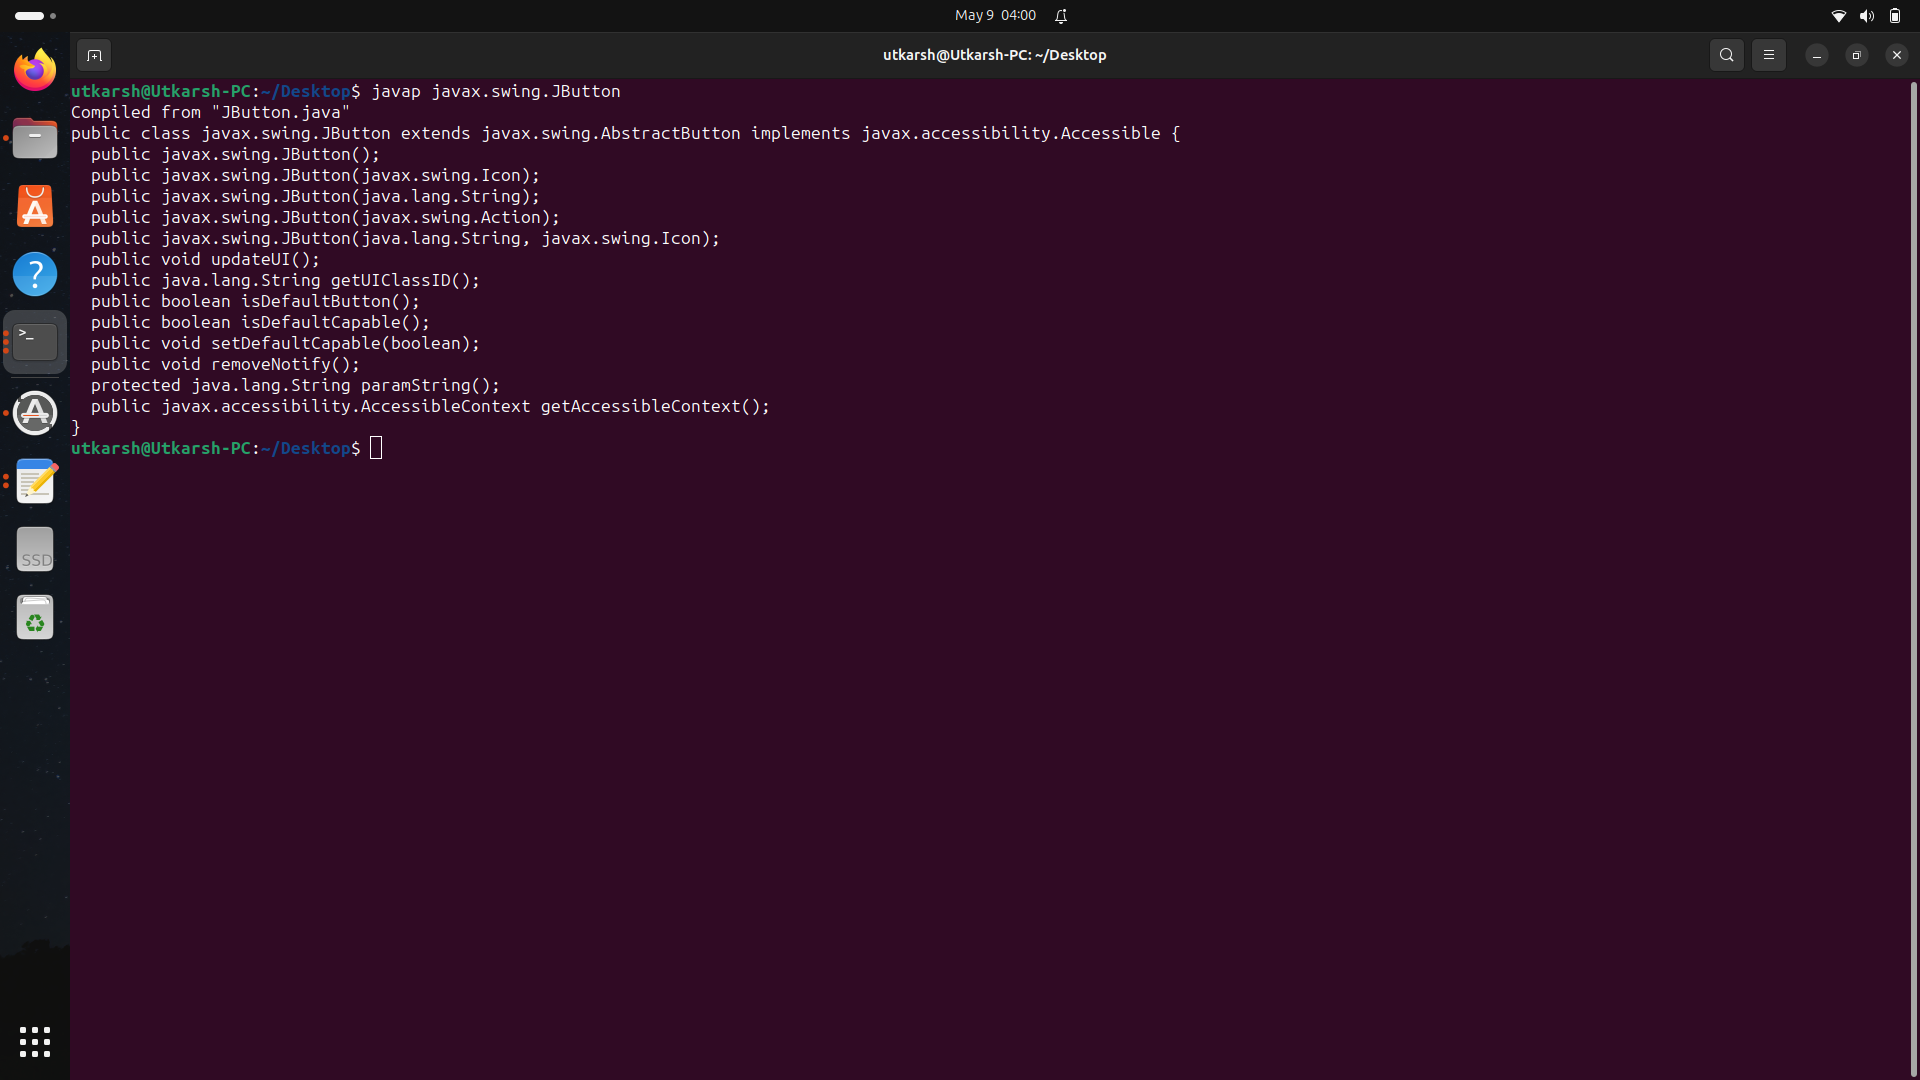 May 9 04:00
utkarsh@Utkarsh-PC: ~/Desktop
utkarsh@Utkarsh-PC:~/Desktop$ javap javax.swing.JButton
Compiled from "JButton.java"
public class javax.swing.JButton extends javax.swing.AbstractButton implements javax.accessibility.Accessible {
  public javax.swing.JButton();
  public javax.swing.JButton(javax.swing.Icon);
  public javax.swing.JButton(java.lang.String);
  public javax.swing.JButton(javax.swing.Action);
  public javax.swing.JButton(java.lang.String, javax.swing.Icon);
  public void updateUI();
  public java.lang.String getUIClassID();
  public boolean isDefaultButton();
  public boolean isDefaultCapable();
  public void setDefaultCapable(boolean);
  public void removeNotify();
  protected java.lang.String paramString();
  public javax.accessibility.AccessibleContext getAccessibleContext();
}
utkarsh@Utkarsh-PC:~/Desktop$
SSD